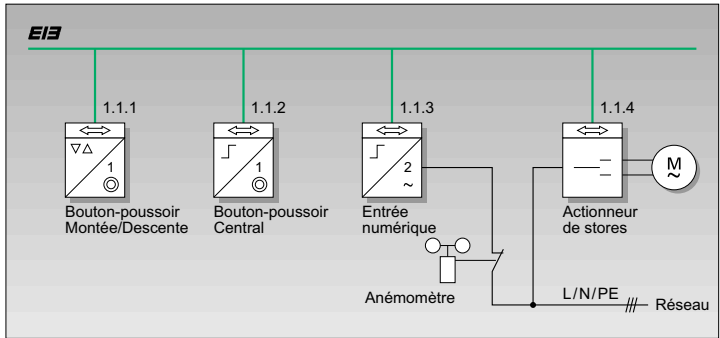 EIB
1.1.1
1.1.2
1.1.3
1.1.4
1
1
2
~
M
~
Bouton-poussoir
Montée/Descente
Bouton-poussoir
Central
Entrée
numérique
Actionneur
de stores
Anémomètre
L/N/PE
Réseau